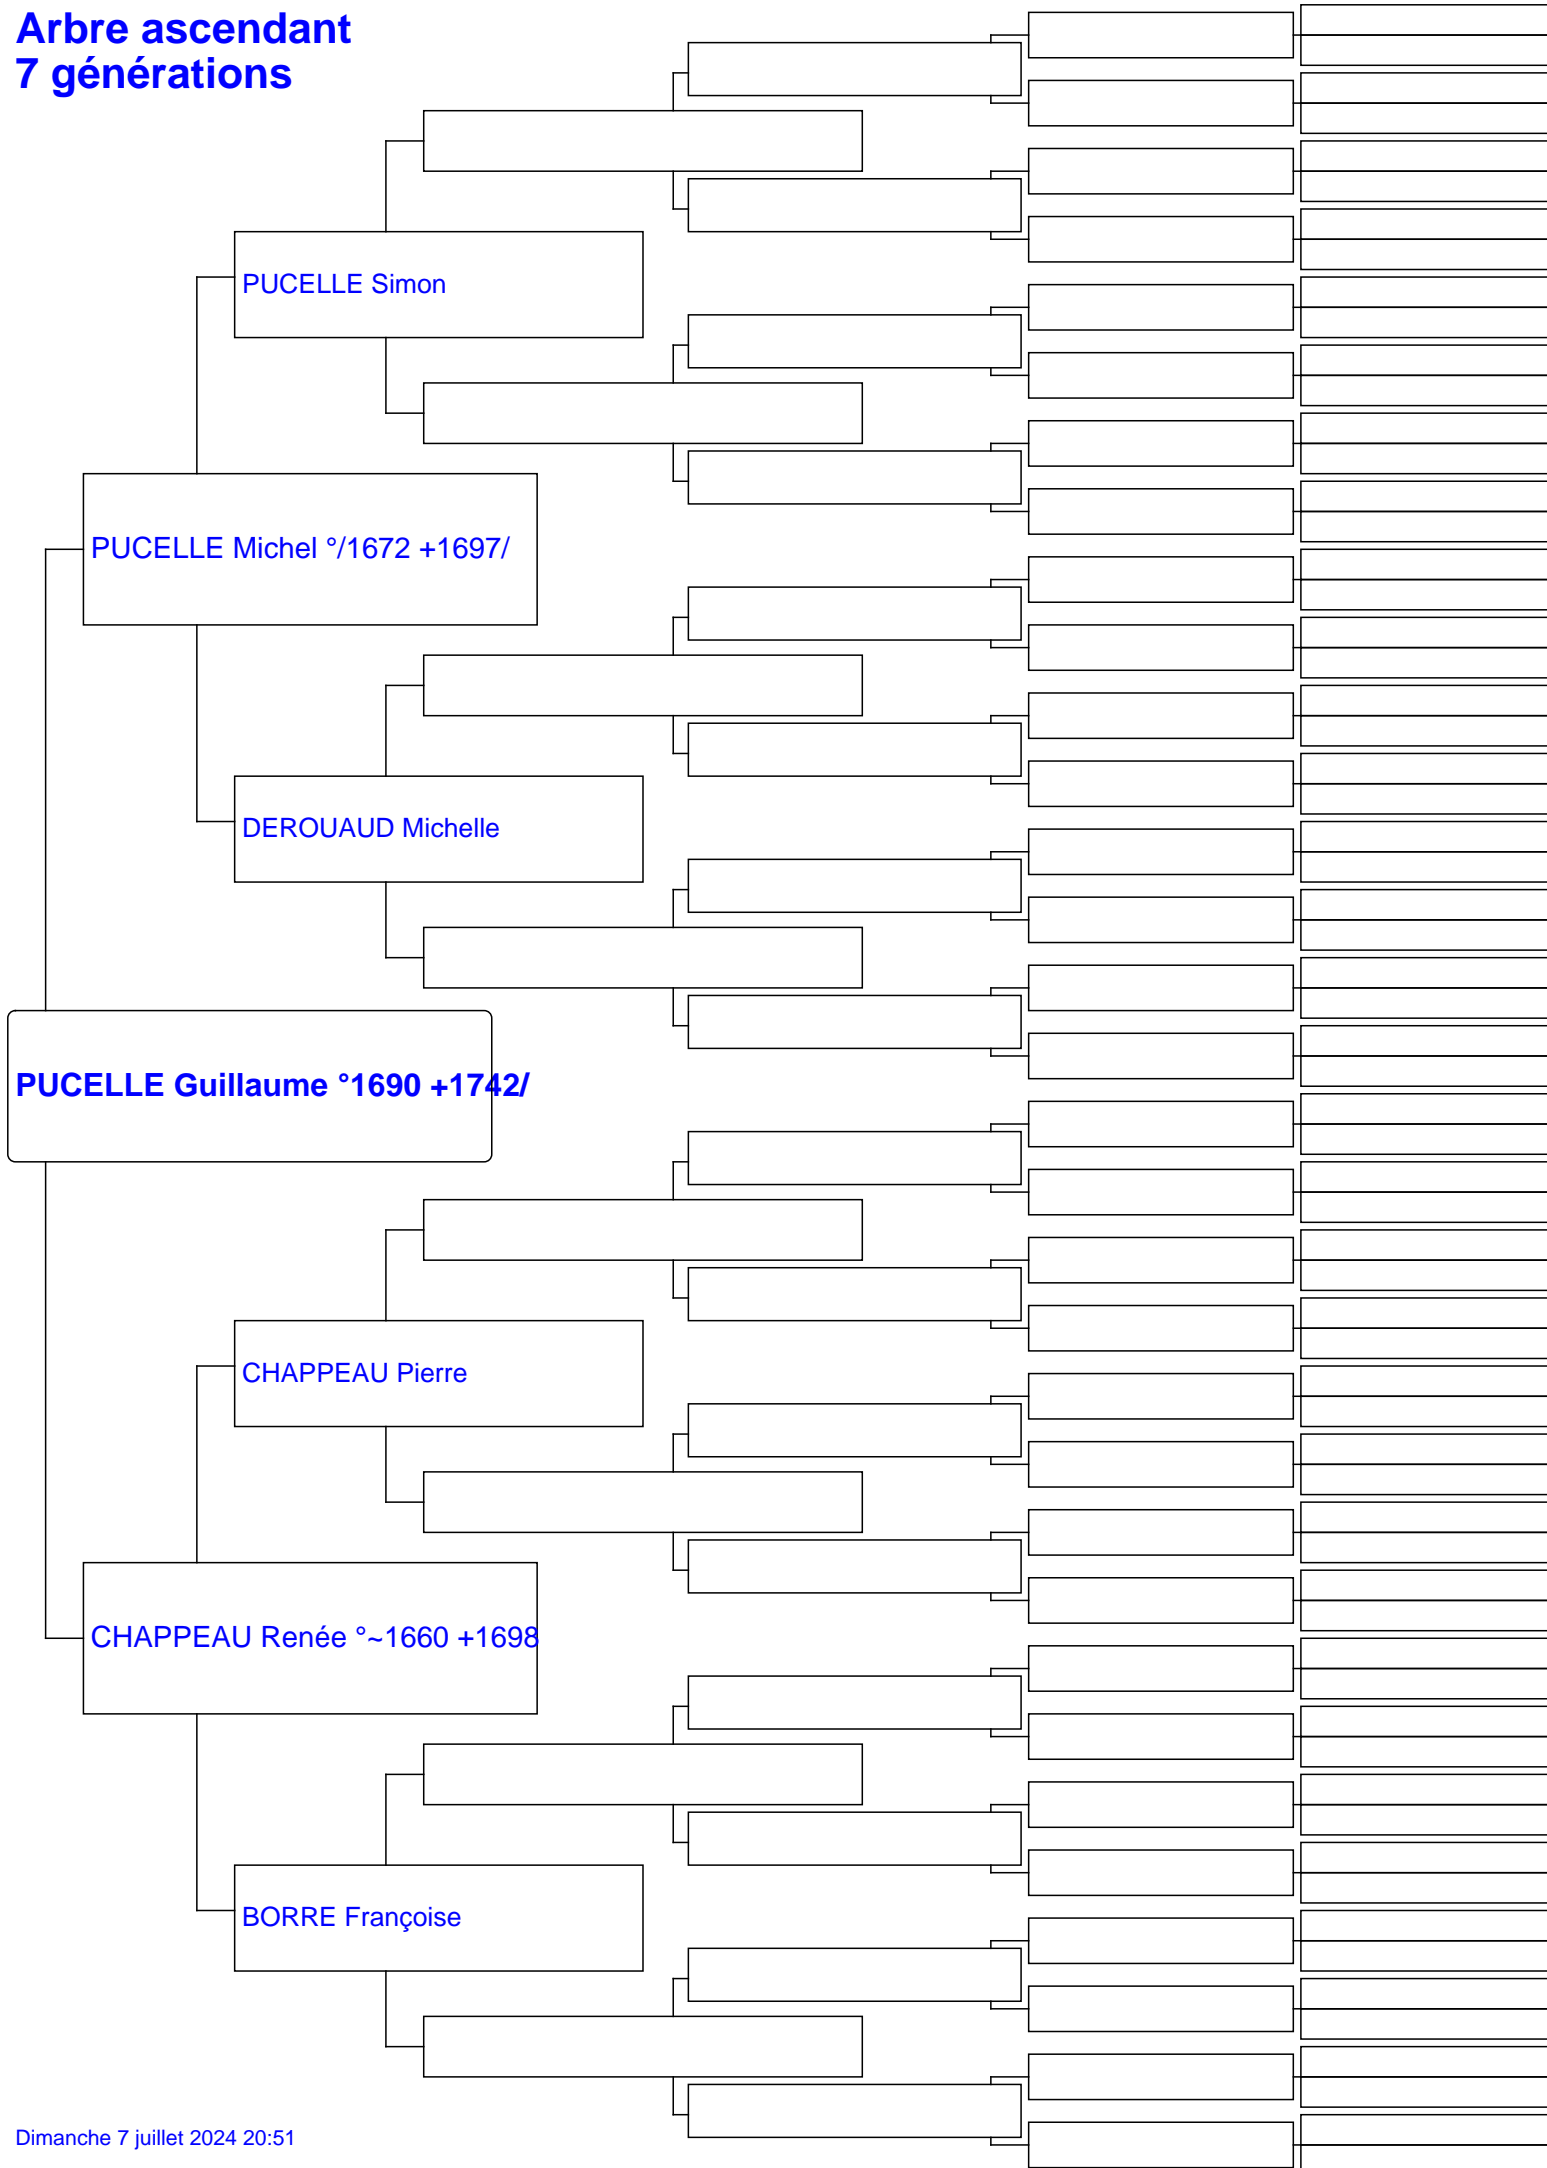 Arbre ascendant
7 générations
PUCELLE Simon
PUCELLE Michel °/1672 +1697/
DEROUAUD Michelle
PUCELLE Guillaume °1690 +1742/
CHAPPEAU Pierre
CHAPPEAU Renée °~1660 +1698
BORRE Françoise
Dimanche 7 juillet 2024 20:51